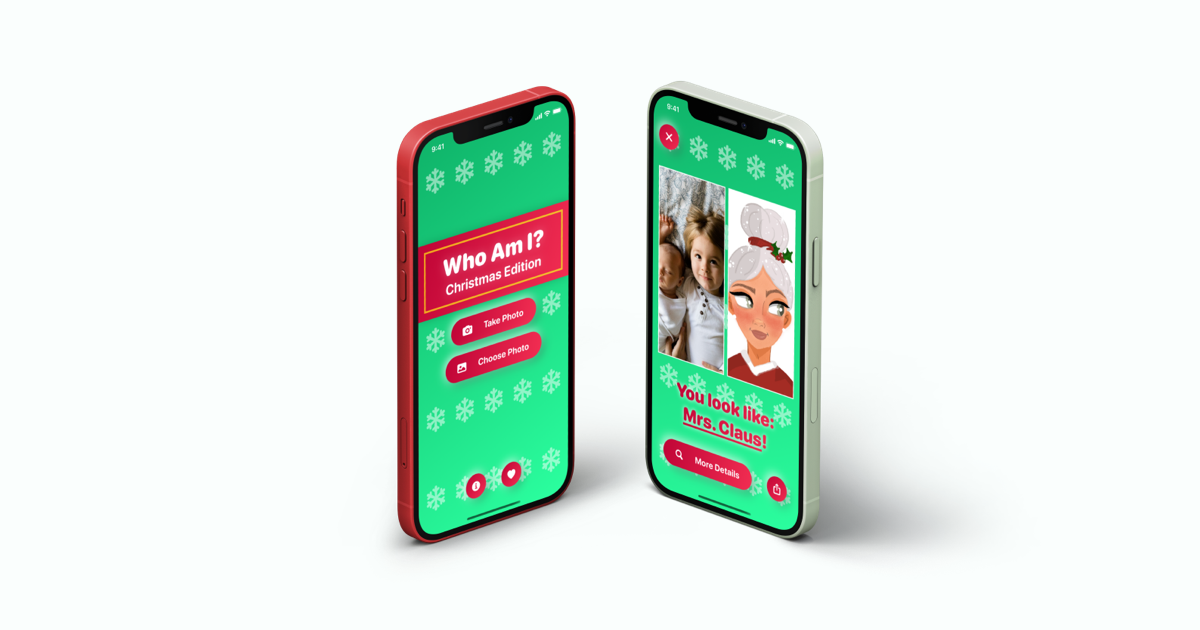 9:41
Who Am I?
Christmas Edition
Take Photo
Choose Photo
9:41
You look like:
Mrs. Claus!
More Details